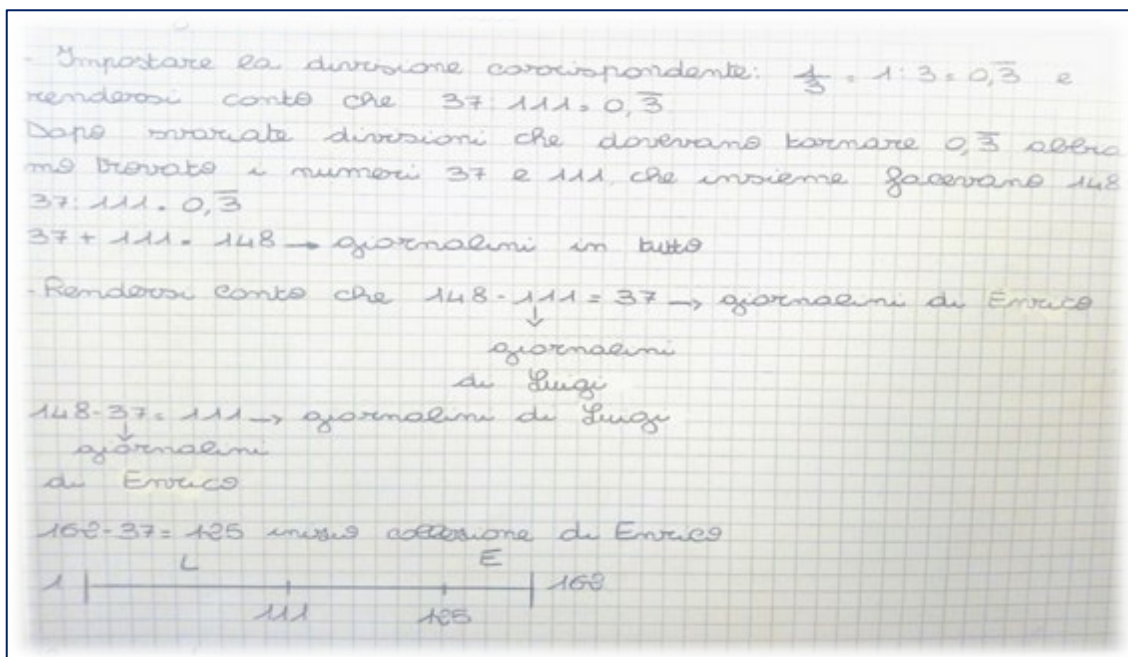 - Impostare la divisione corrispondente: 1/3 = 1:3 = 0,3̅ e
rendersi conto che 37:111 = 0,3̅
Dopo svariate divisioni che dovevano tornare 0,3̅ abbia
mo trovato i numeri 37 e 111 che insieme facevano 148
37:111 = 0,3̅
37 + 111 = 148 → giornalini in tutto
- Rendersi conto che 148 - 111 = 37 → giornalini di Enrico
↓
giornalini
di Luigi
148-37 = 111 → giornalini di Luigi
↓
giornalini
di Enrico
162-37 = 125 inizio collezione di Enrico
L E
1 162
111 125